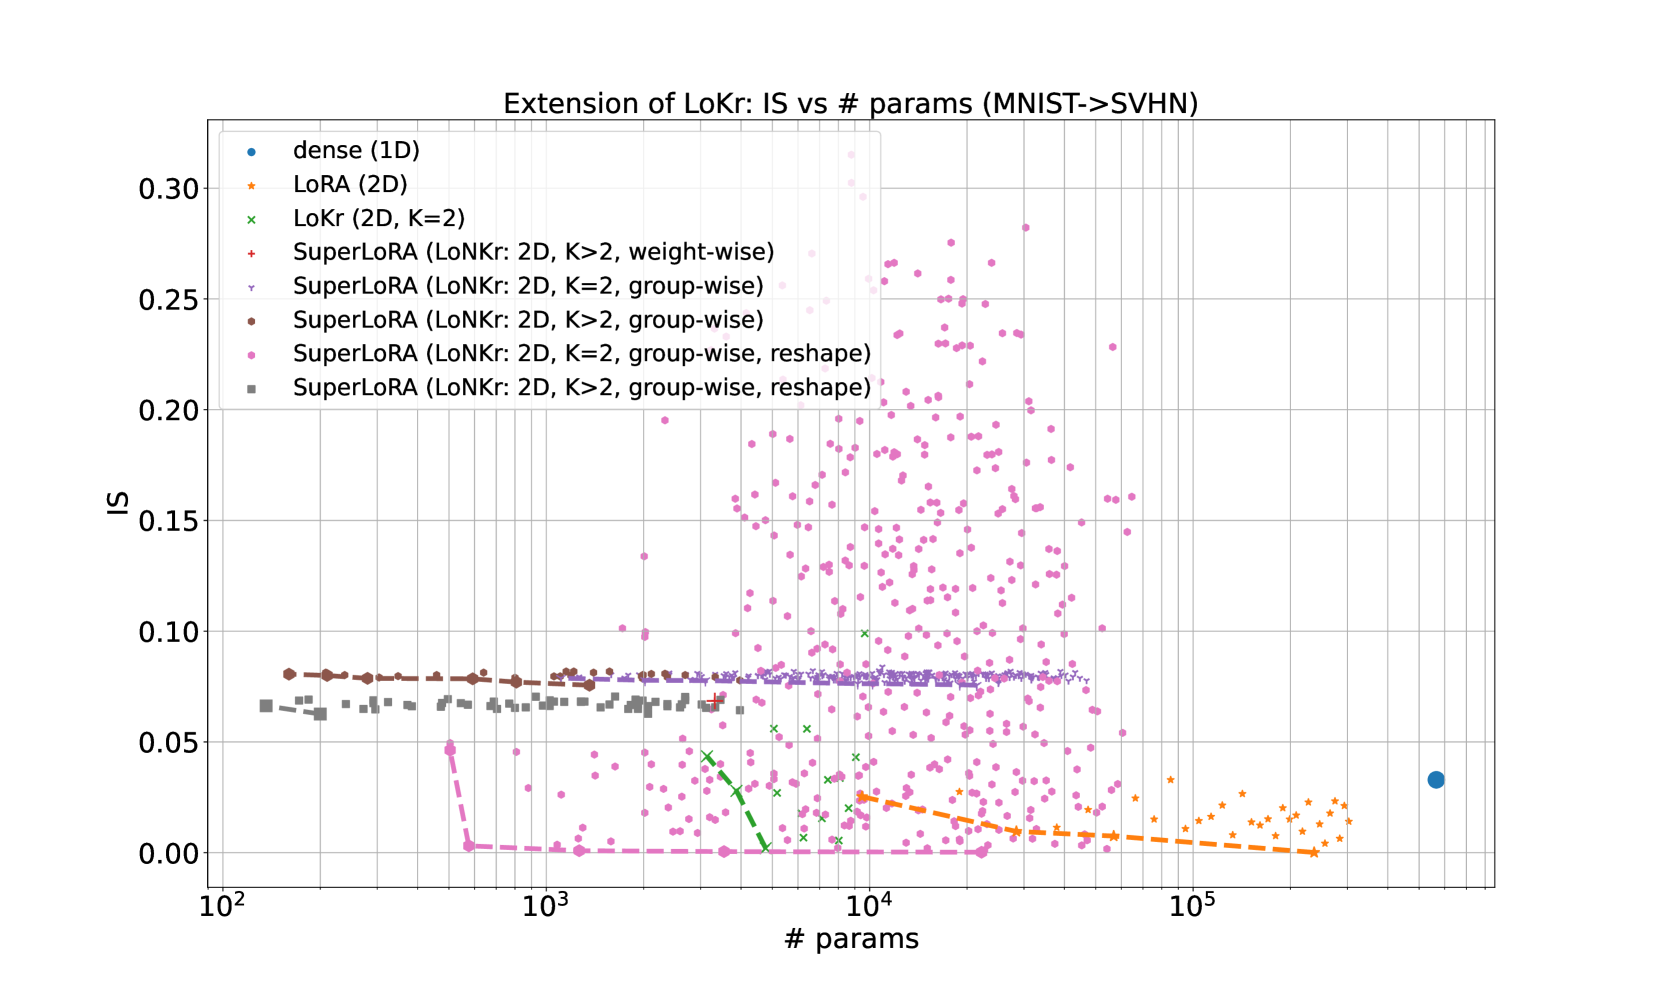 Extension of LoKr: IS vs # params (MNIST->SVHN)
dense (1D)
LoRA (2D)
LoKr (2D, K=2)
SuperLoRA (LoNKr: 2D, K>2, weight-wise)
SuperLoRA (LoNKr: 2D, K=2, group-wise)
SuperLoRA (LoNKr: 2D, K>2, group-wise)
SuperLoRA (LoNKr: 2D, K=2, group-wise, reshape)
SuperLoRA (LoNKr: 2D, K>2, group-wise, reshape)
IS
0.30
0.25
0.20
0.15
0.10
0.05
0.00
10² 10³ 10⁴ 10⁵
# params